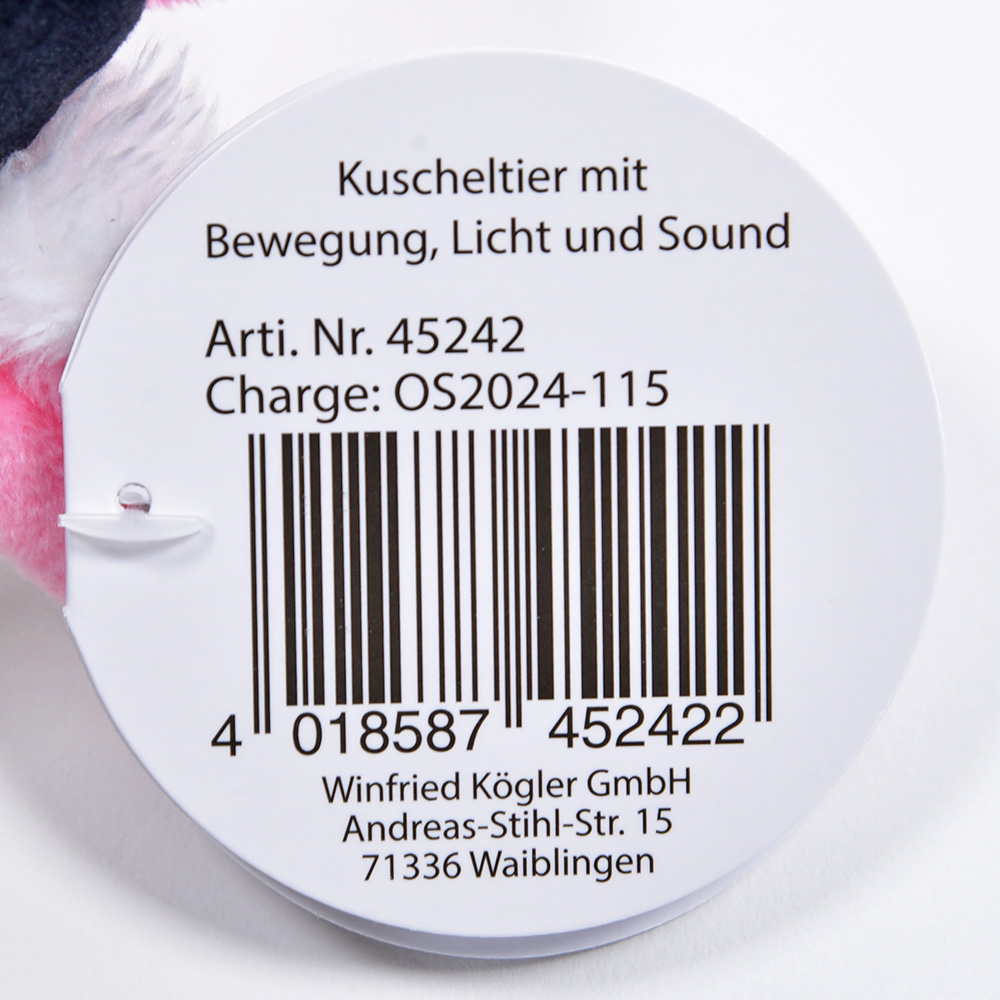 Kuscheltier mit
Bewegung, Licht und Sound
Arti. Nr. 45242
Charge: OS2024-115
4 018587 452422
Winfried Kögler GmbH
Andreas-Stihl-Str. 15
71336 Waiblingen